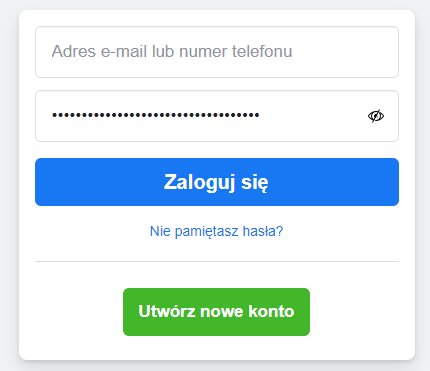 Adres e-mail lub numer telefonu
•••••••••••••••••••••••••••••••••••
Zaloguj się
Nie pamiętasz hasła?
Utwórz nowe konto